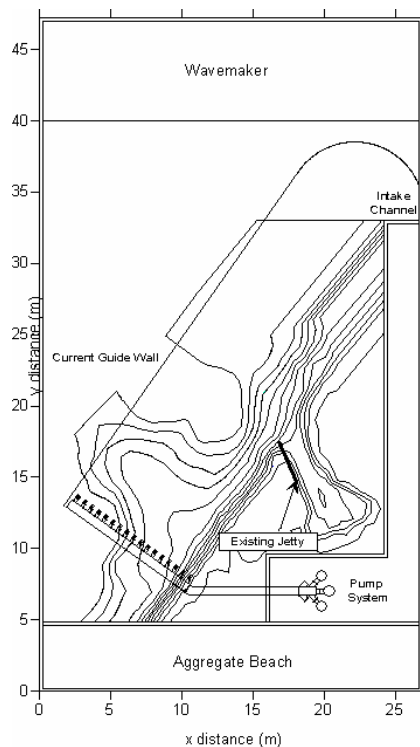 Wavemaker
Intake
Channel
Current Guide Wall
Existing Jetty
Pump
System
Aggregate Beach
Y distance (m)
45
40
35
30
25
20
15
10
5
0
0
5
10
15
20
25
x distance (m)